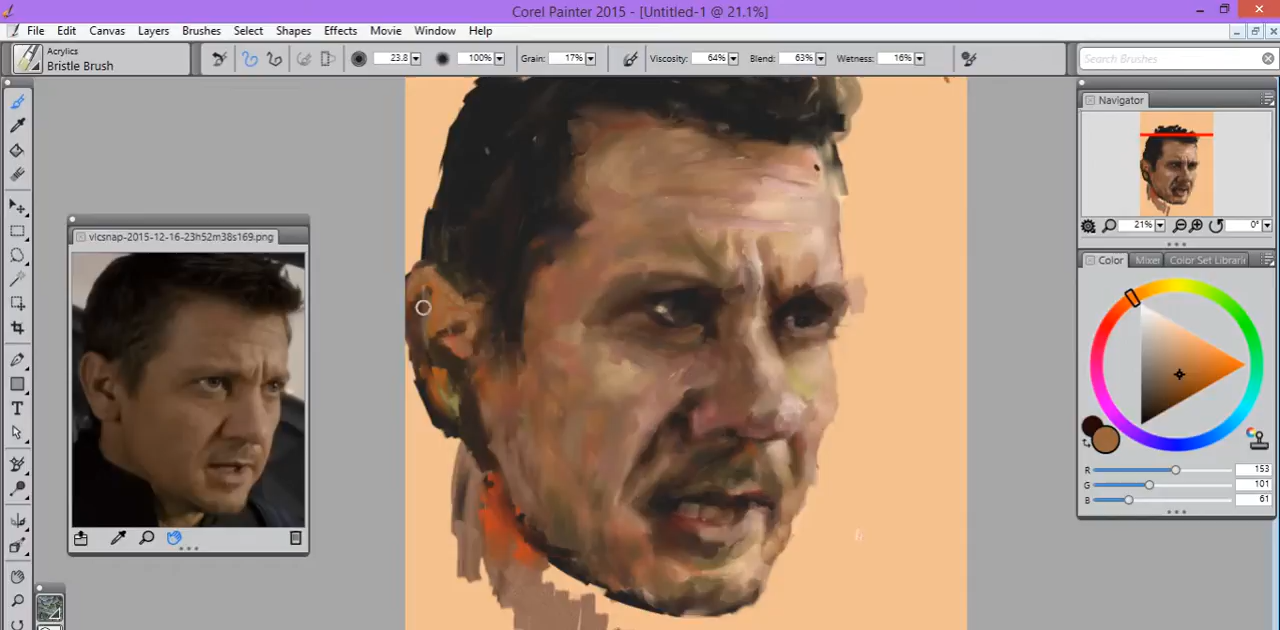 Corel Painter 2015 - [Untitled-1 @ 21.1%]
File Edit Canvas Layers Brushes Select Shapes Effects Movie Window Help
Acrylics
Bristle Brush
23.8 100% Grain: 17% Viscosity: 64% Blend: 63% Wetness: 16%
Search Brushes
Navigator
21% 0°
Color Mixer Color Set Librari
R 153
G 101
B 61
vlcsnap-2015-12-16-23h52m38s169.png
T